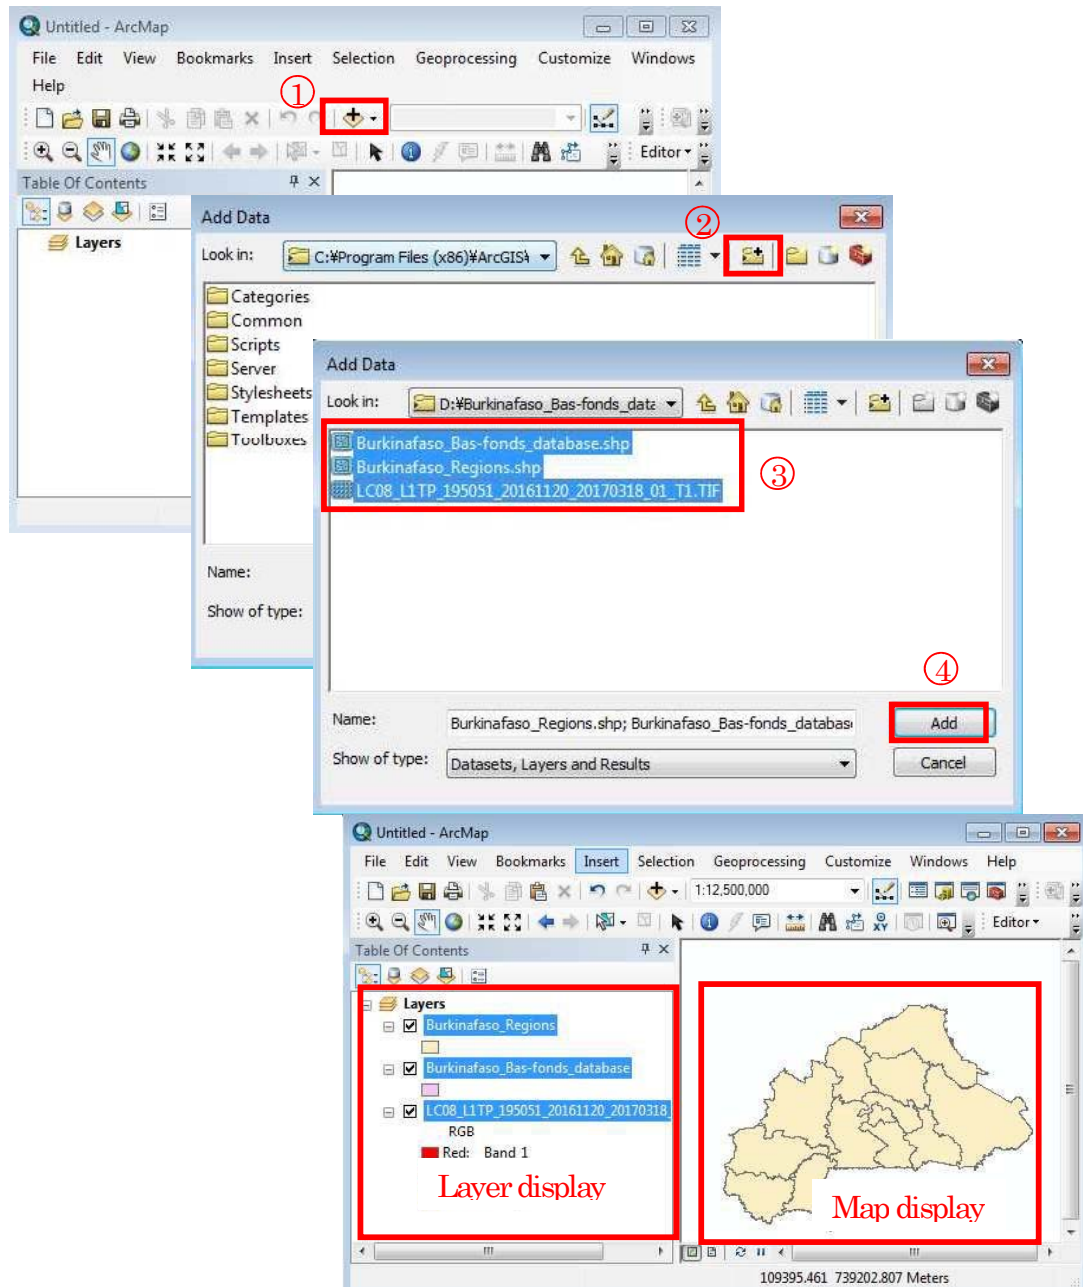 Untitled - ArcMap
File Edit View Bookmarks Insert Selection Geoprocessing Customize Windows
Help
①
Editor
Table Of Contents
Layers
Add Data
②
Look in: C:¥Program Files (x86)¥ArcGIS¥
Categories
Common
Scripts
Server
Stylesheets
Templates
Toolboxes
Name:
Show of type:
Add Data
Look in: D:¥Burkinafaso_Bas-fonds_data
Burkinafaso_Bas-fonds_database.shp
Burkinafaso_Regions.shp
LC08_L1TP_195051_20161120_20170318_01_T1.TIF
③
④
Name: Burkinafaso_Regions.shp; Burkinafaso_Bas-fonds_databas
Add
Show of type: Datasets, Layers and Results
Cancel
Untitled - ArcMap
File Edit View Bookmarks Insert Selection Geoprocessing Customize Windows Help
1:12,500,000
Editor
Table Of Contents
Layers
Burkinafaso_Regions
Burkinafaso_Bas-fonds_database
LC08_L1TP_195051_20161120_20170318_
RGB
Red: Band 1
Layer display
Map display
109395.461 739202.807 Meters